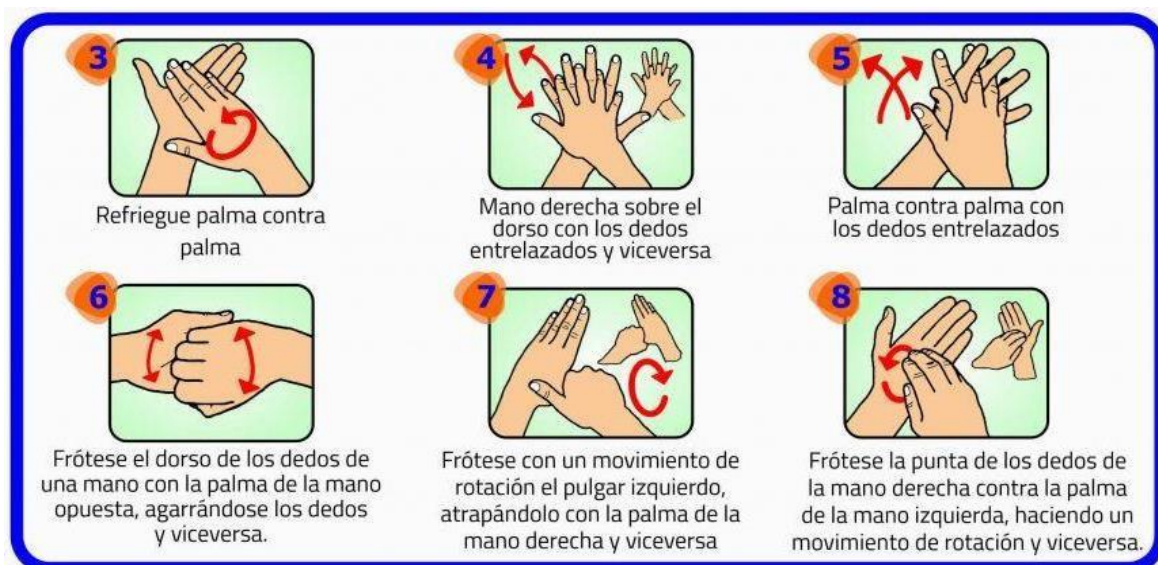 3
Refriegue palma contra
palma
4
Mano derecha sobre el
dorso con los dedos
entrelazados y viceversa
5
Palma contra palma con
los dedos entrelazados
6
Frótese el dorso de los dedos de
una mano con la palma de la mano
opuesta, agarrándose los dedos
y viceversa.
7
Frótese con un movimiento de
rotación el pulgar izquierdo,
atrapándolo con la palma de la
mano derecha y viceversa
8
Frótese la punta de los dedos de
la mano derecha contra la palma
de la mano izquierda, haciendo un
movimiento de rotación y viceversa.